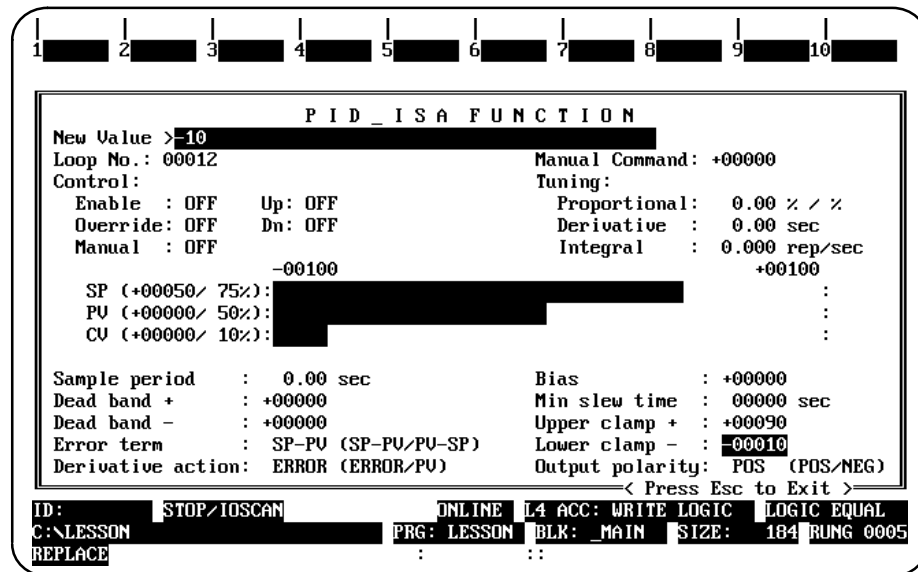 1 2 3 4 5 6 7 8 9 10
P I D _ I S A F U N C T I O N
New Value >-10
Loop No.: 00012 Manual Command: +00000
Control: Tuning:
Enable : OFF Up: OFF Proportional: 0.00 % / %
Override: OFF Dn: OFF Derivative : 0.00 sec
Manual : OFF Integral : 0.000 rep/sec
-00100 +00100
SP (+00050/ 75%): :
PV (+00000/ 50%): :
CV (+00000/ 10%): :
Sample period : 0.00 sec Bias : +00000
Dead band + : +00000 Min slew time : 00000 sec
Dead band - : +00000 Upper clamp + : +00090
Error term : SP-PV (SP-PV/PV-SP) Lower clamp - : -00010
Derivative action: ERROR (ERROR/PV) Output polarity: POS (POS/NEG)
< Press Esc to Exit >
ID: STOP/IOSCAN ONLINE L4 ACC: WRITE LOGIC LOGIC EQUAL
C:\LESSON PRG: LESSON BLK: _MAIN SIZE: 184 RUNG 0005
REPLACE : ::